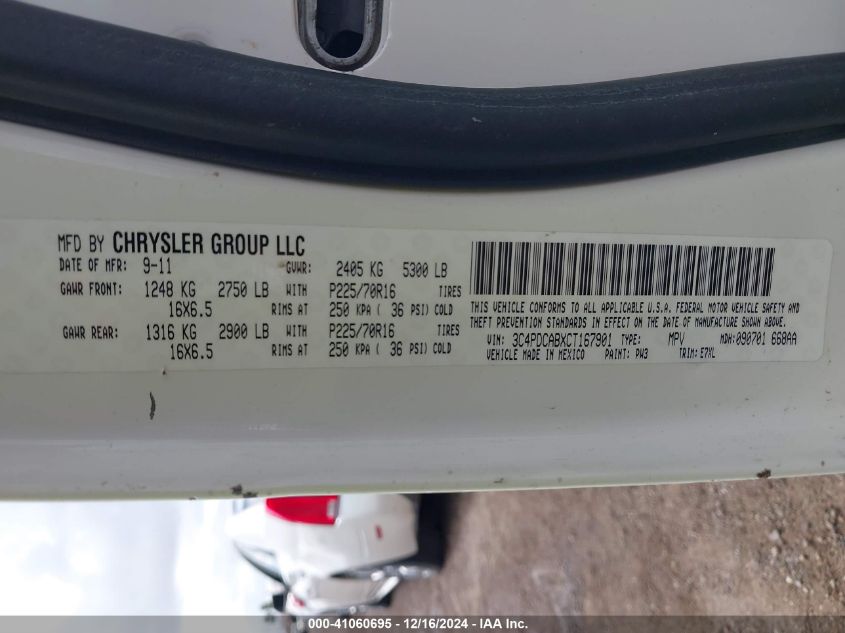 MFD BY CHRYSLER GROUP LLC
DATE OF MFR: 9-11 GVWR: 2405 KG 5300 LB
GAWR FRONT: 1248 KG 2750 LB WITH P225/70R16 TIRES
16X6.5 RIMS AT 250 KPA ( 36 PSI) COLD
GAWR REAR: 1316 KG 2900 LB WITH P225/70R16 TIRES
16X6.5 RIMS AT 250 KPA ( 36 PSI) COLD
THIS VEHICLE CONFORMS TO ALL APPLICABLE U.S.A. FEDERAL MOTOR VEHICLE SAFETY AND
THEFT PREVENTION STANDARDS IN EFFECT ON THE DATE OF MANUFACTURE SHOWN ABOVE.
VIN: 3C4PDCABXCT167901 TYPE: MPV MDH:090701 668AA
VEHICLE MADE IN MEXICO PAINT: PW3 TRIM: E7XL
000-41060695 - 12/16/2024 - IAA Inc.